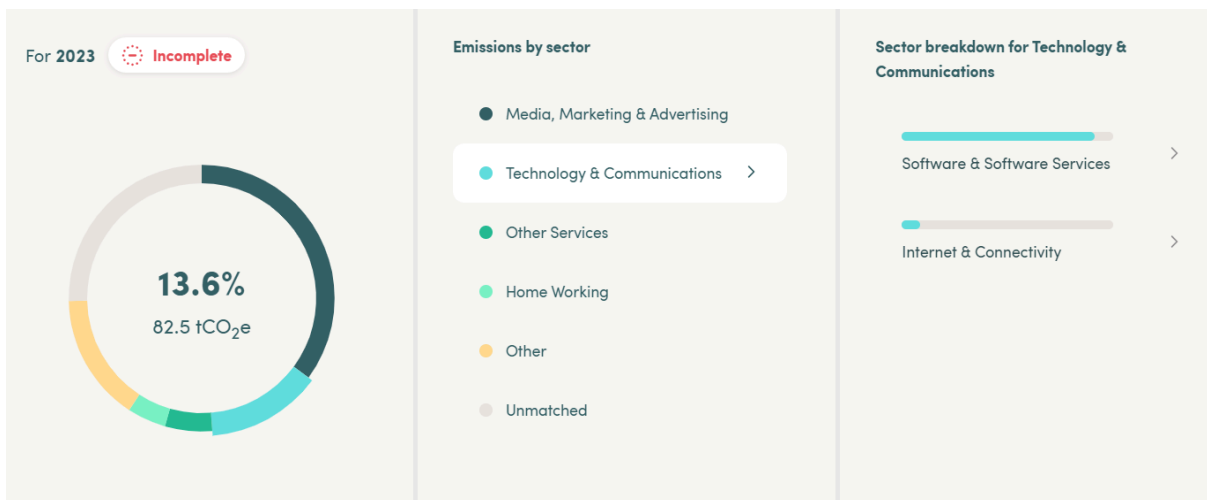 For 2023
Incomplete
13.6%
82.5 tCO₂e
Emissions by sector
Media, Marketing & Advertising
Technology & Communications
Other Services
Home Working
Other
Unmatched
Sector breakdown for Technology &
Communications
Software & Software Services
Internet & Connectivity